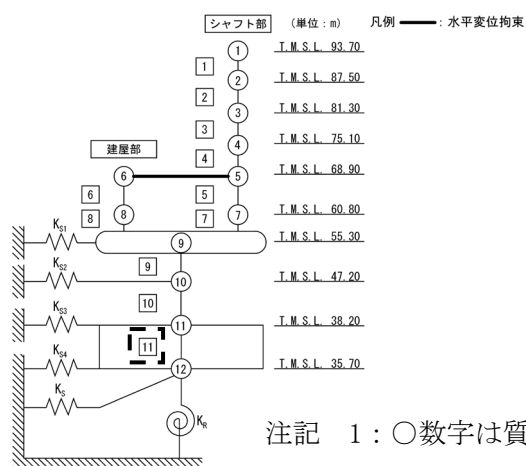 シャフト部 (単位：m) 凡例 ：水平変位拘束
1 T.M.S.L. 93.70
1
2 T.M.S.L. 87.50
2
3 T.M.S.L. 81.30
3
4 T.M.S.L. 75.10
建屋部 4
6 5 T.M.S.L. 68.90
6 5
8 8 7 7 T.M.S.L. 60.80
KS1 9 T.M.S.L. 55.30
9
KS2 10 T.M.S.L. 47.20
10
KS3 11 T.M.S.L. 38.20
11
KS4 12 T.M.S.L. 35.70
KS
KR
注記 1：○数字は質